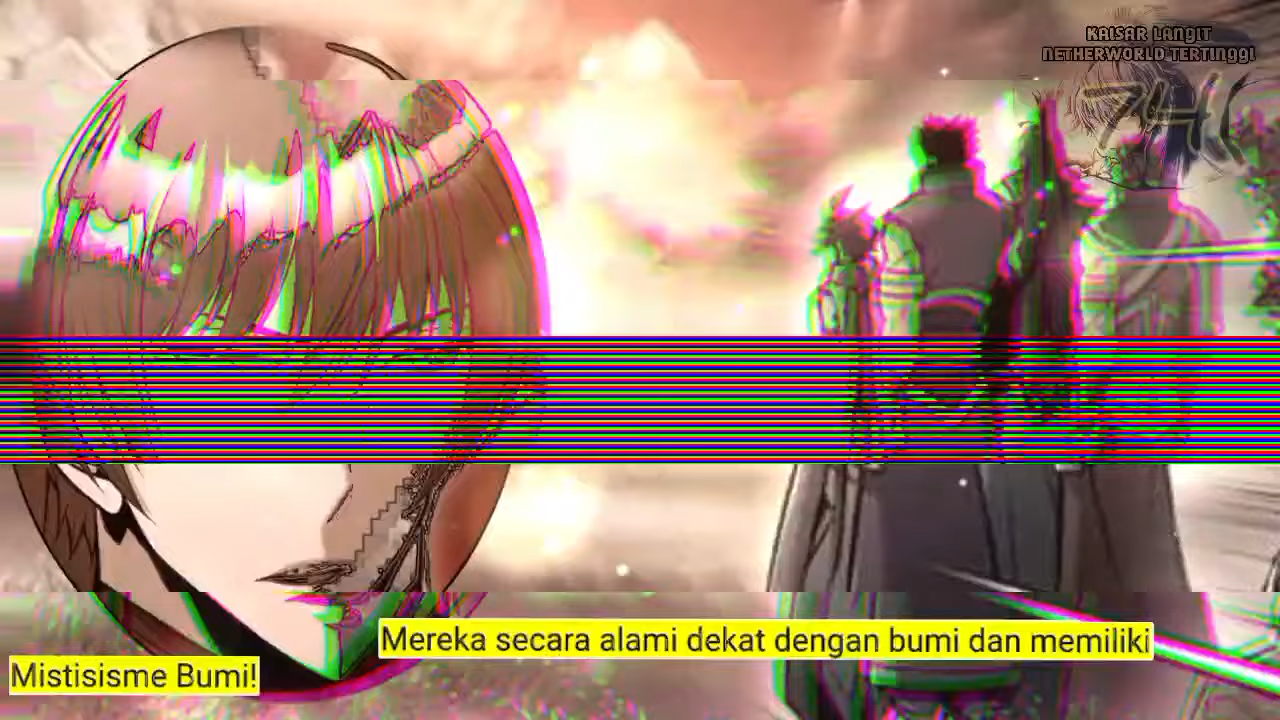 KAISAR LANGIT
NETHERWORLD TERTINGGI
Mereka secara alami dekat dengan bumi dan memiliki
Mistisisme Bumi!